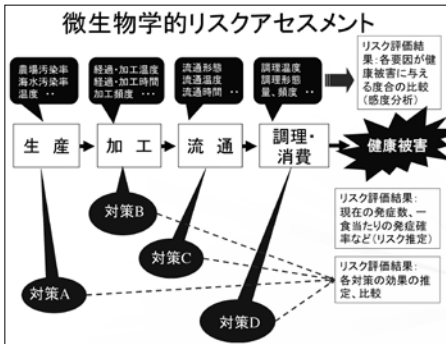 微生物学的リスクアセスメント
農場汚染率
海水汚染率
温度 ‥
経過・加工温度
経過・加工時間
加工頻度 ‥‥
流通形態
流通温度
流通時間 ‥
調理温度
調理形態
量、頻度 ‥
リスク評価結
果：各要因が健
康被害に与え
る度合の比較
(感度分析)
生 産
加 工
流 通
調理・
消費
健康被害
対策B
対策C
対策A
対策D
リスク評価結果：
現在の発症数、一
食当たりの発症確
率など(リスク推定)
リスク評価結果：
各対策の効果の推
定、比較